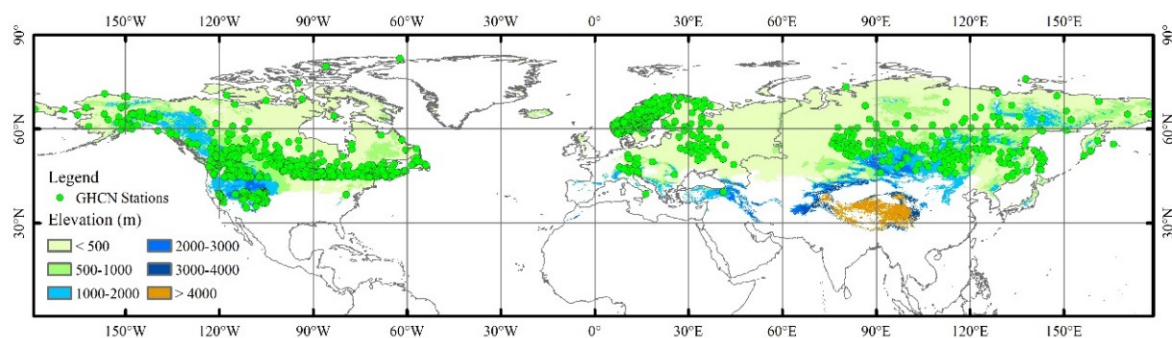 150°W 120°W 90°W 60°W 30°W 0° 30°E 60°E 90°E 120°E 150°E
90° 90°
60°N 60°N
30°N 30°N
Legend
GHCN Stations
Elevation (m)
< 500 2000-3000
500-1000 3000-4000
1000-2000 > 4000
150°W 120°W 90°W 60°W 30°W 0° 30°E 60°E 90°E 120°E 150°E